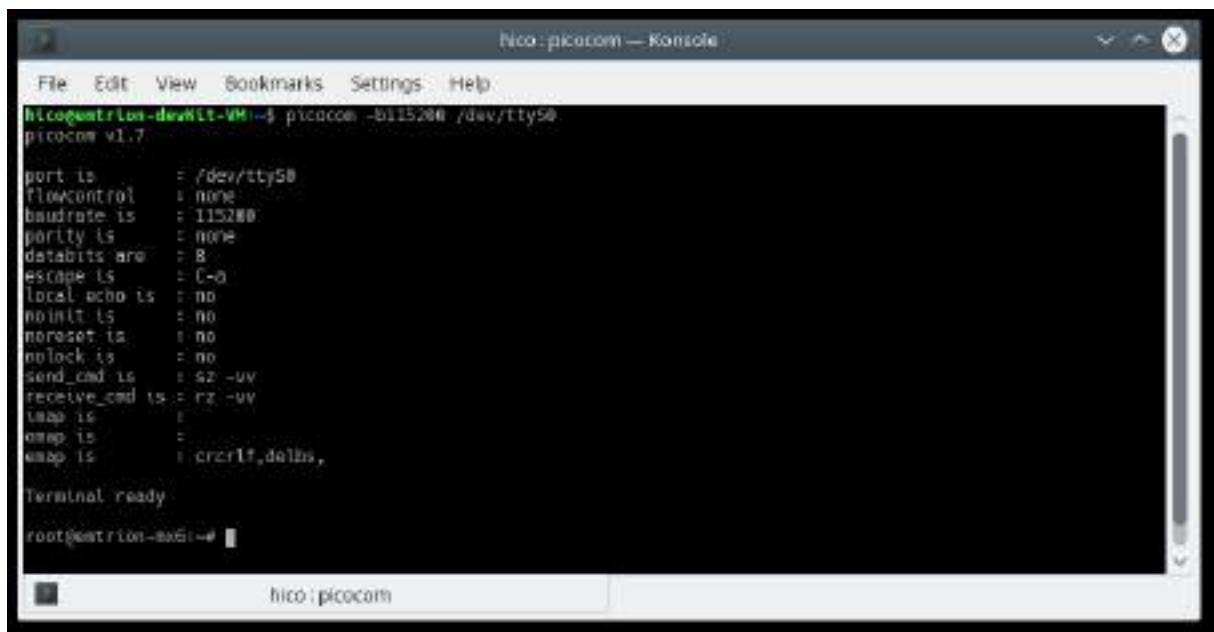 hico : picocom — Konsole
File Edit View Bookmarks Settings Help
hico@emtrion-devKit-VM:~$ picocom -b115200 /dev/ttyS0
picocom v1.7
port is : /dev/ttyS0
flowcontrol : none
baudrate is : 115200
parity is : none
databits are : 8
escape is : C-a
local echo is : no
noinit is : no
noreset is : no
nolock is : no
send_cmd is : sz -vv
receive_cmd is : rz -vv
imap is :
omap is :
emap is : crcrlf,delbs,
Terminal ready
root@emtrion-mx6:~#
hico : picocom